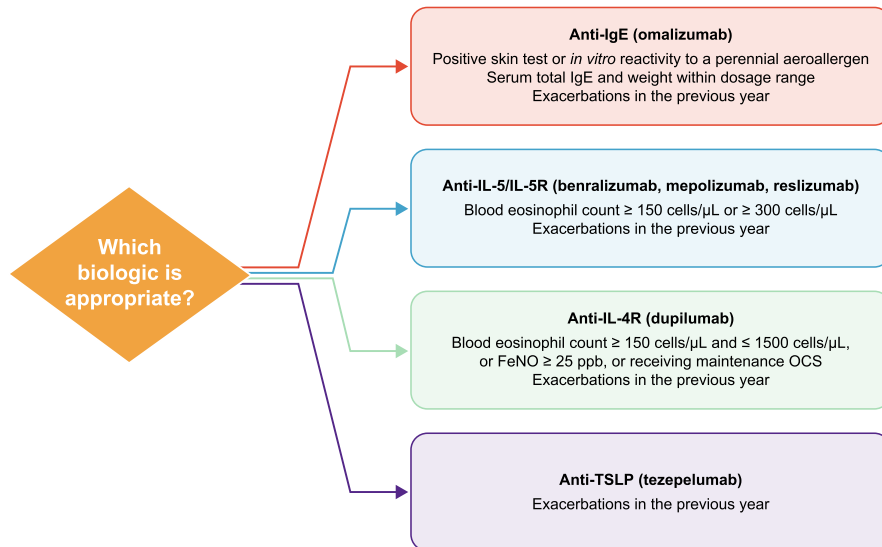 Which
biologic is
appropriate?
Anti-IgE (omalizumab)
Positive skin test or in vitro reactivity to a perennial aeroallergen
Serum total IgE and weight within dosage range
Exacerbations in the previous year
Anti-IL-5/IL-5R (benralizumab, mepolizumab, reslizumab)
Blood eosinophil count ≥ 150 cells/µL or ≥ 300 cells/µL
Exacerbations in the previous year
Anti-IL-4R (dupilumab)
Blood eosinophil count ≥ 150 cells/µL and ≤ 1500 cells/µL,
or FeNO ≥ 25 ppb, or receiving maintenance OCS
Exacerbations in the previous year
Anti-TSLP (tezepelumab)
Exacerbations in the previous year